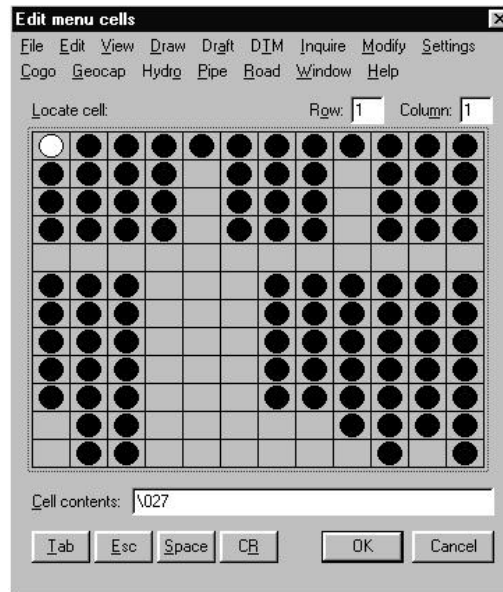 Edit menu cells
File Edit View Draw Draft DTM Inquire Modify Settings
Cogo Geocap Hydro Pipe Road Window Help
Locate cell: Row: 1 Column: 1
Cell contents: \027
Tab Esc Space CR OK Cancel